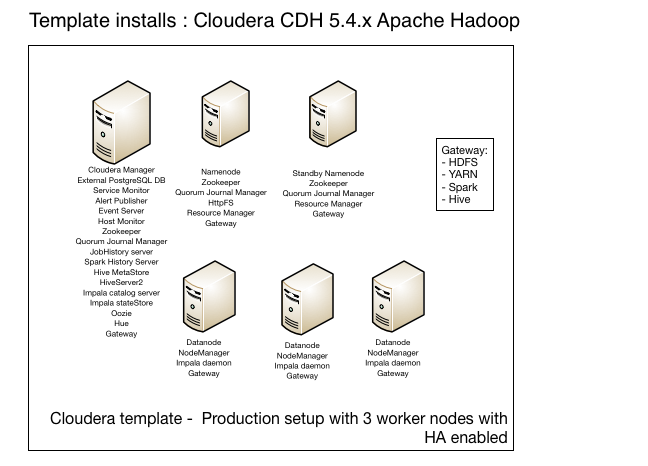 Template installs : Cloudera CDH 5.4.x Apache Hadoop
Cloudera Manager
External PostgreSQL DB
Service Monitor
Alert Publisher
Event Server
Host Monitor
Zookeeper
Quorum Journal Manager
JobHistory server
Spark History Server
Hive MetaStore
HiveServer2
Impala catalog server
Impala stateStore
Oozie
Hue
Gateway
Namenode
Zookeeper
Quorum Journal Manager
HttpFS
Resource Manager
Gateway
Standby Namenode
Zookeeper
Quorum Journal Manager
Resource Manager
Gateway
Gateway:
- HDFS
- YARN
- Spark
- Hive
Datanode
NodeManager
Impala daemon
Gateway
Datanode
NodeManager
Impala daemon
Gateway
Datanode
NodeManager
Impala daemon
Gateway
Cloudera template -  Production setup with 3 worker nodes with
HA enabled